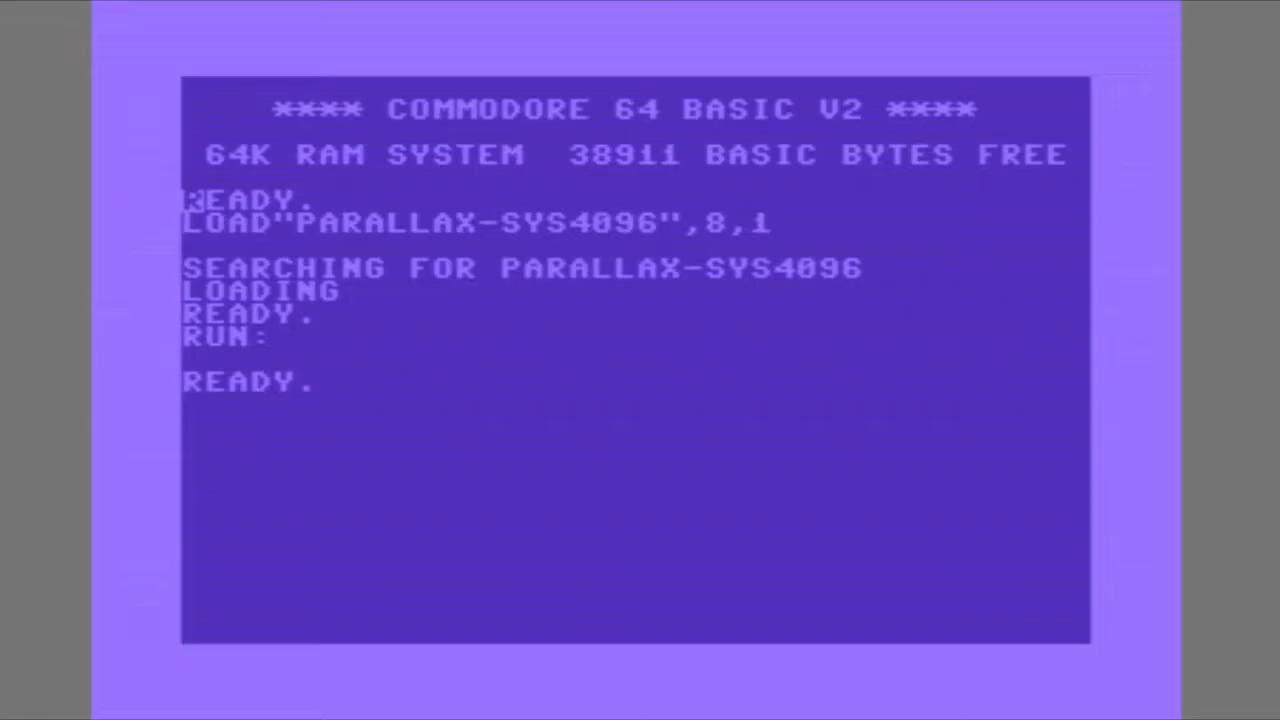 **** COMMODORE 64 BASIC V2 ****
64K RAM SYSTEM  38911 BASIC BYTES FREE
READY.
LOAD"PARALLAX-SYS4096",8,1
SEARCHING FOR PARALLAX-SYS4096
LOADING
READY.
RUN:
READY.